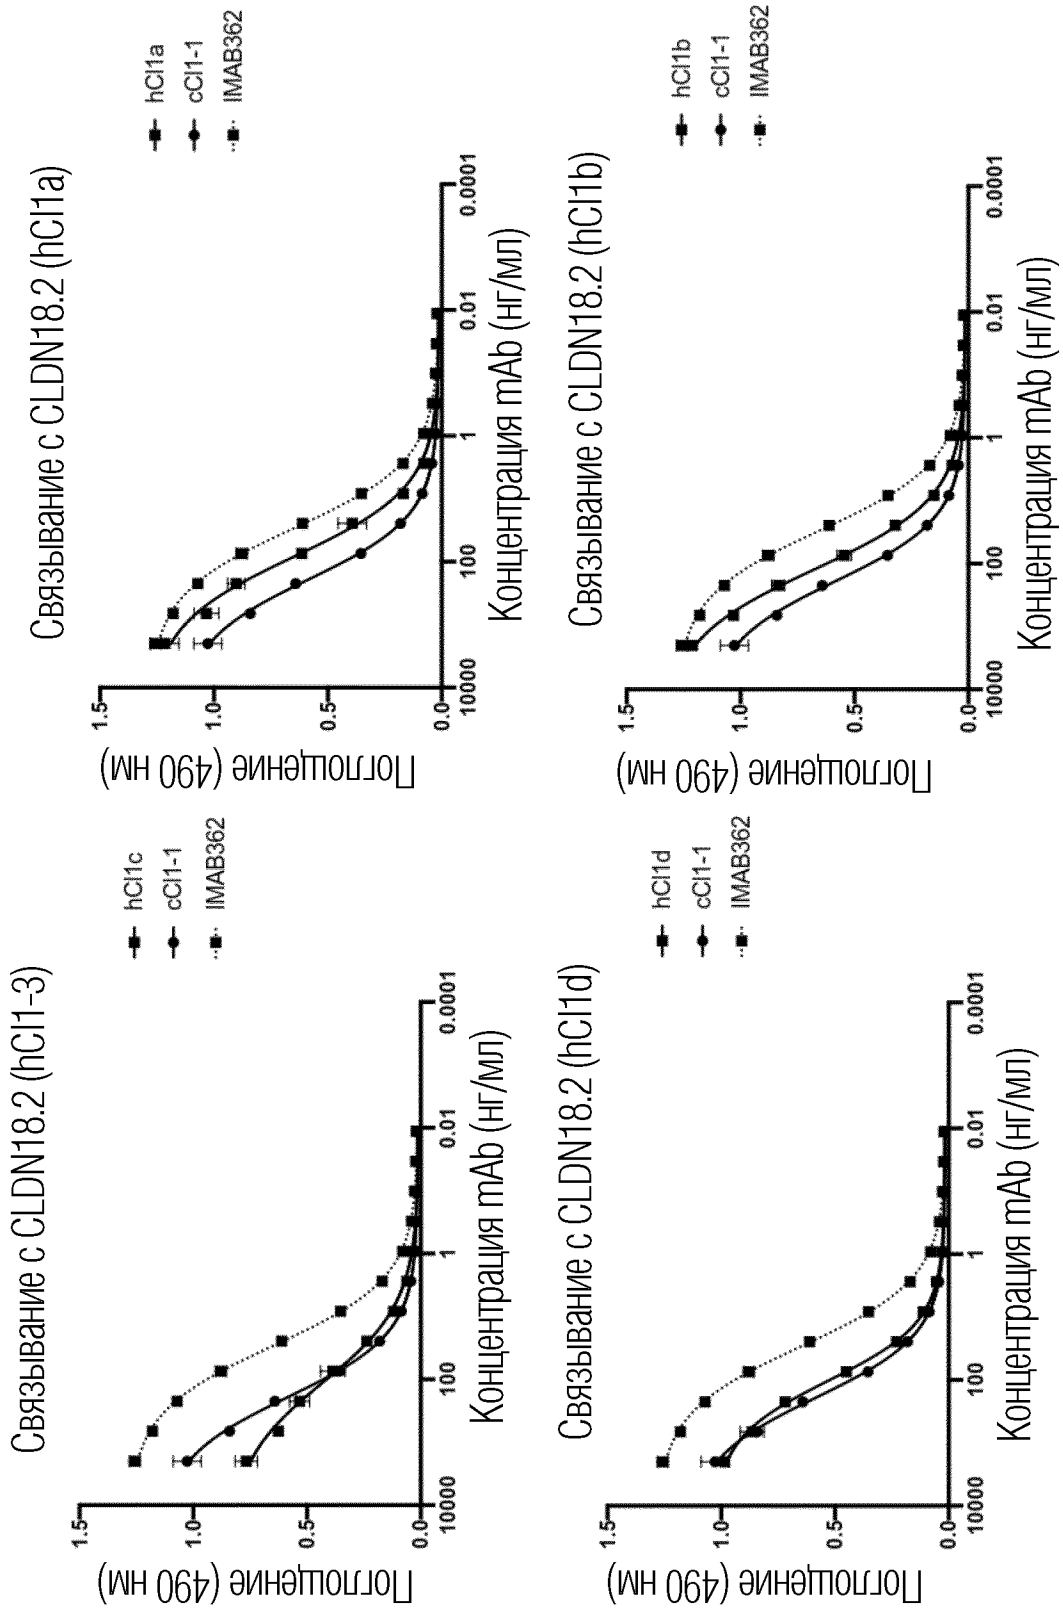 Связывание с CLDN18.2 (hCl1-3)
hCl1c
cCl1-1
IMAB362
Поглощение (490 нм)
1.5
1.0
0.5
0.0
10000
100
1
0.01
0.0001
Концентрация mAb (нг/мл)
Связывание с CLDN18.2 (hCl1a)
hCl1a
cCl1-1
IMAB362
Поглощение (490 нм)
1.5
1.0
0.5
0.0
10000
100
1
0.01
0.0001
Концентрация mAb (нг/мл)
Связывание с CLDN18.2 (hCl1d)
hCl1d
cCl1-1
IMAB362
Поглощение (490 нм)
1.5
1.0
0.5
0.0
10000
100
1
0.01
0.0001
Концентрация mAb (нг/мл)
Связывание с CLDN18.2 (hCl1b)
hCl1b
cCl1-1
IMAB362
Поглощение (490 нм)
1.5
1.0
0.5
0.0
10000
100
1
0.01
0.0001
Концентрация mAb (нг/мл)